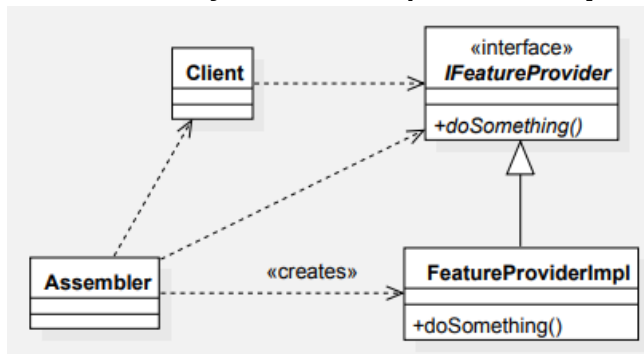 «interface»
Client
IFeatureProvider
+doSomething()
Assembler
«creates»
FeatureProviderImpl
+doSomething()